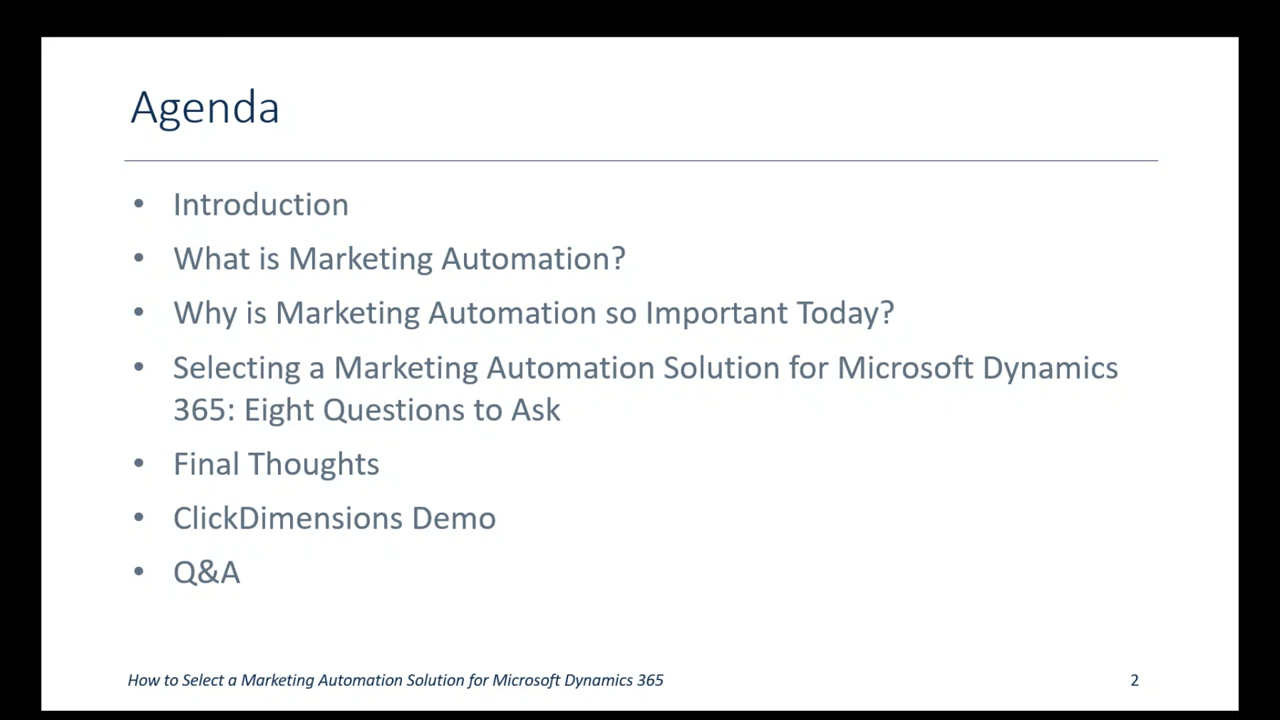 Agenda
• Introduction
• What is Marketing Automation?
• Why is Marketing Automation so Important Today?
• Selecting a Marketing Automation Solution for Microsoft Dynamics
365: Eight Questions to Ask
• Final Thoughts
• ClickDimensions Demo
• Q&A
How to Select a Marketing Automation Solution for Microsoft Dynamics 365
2